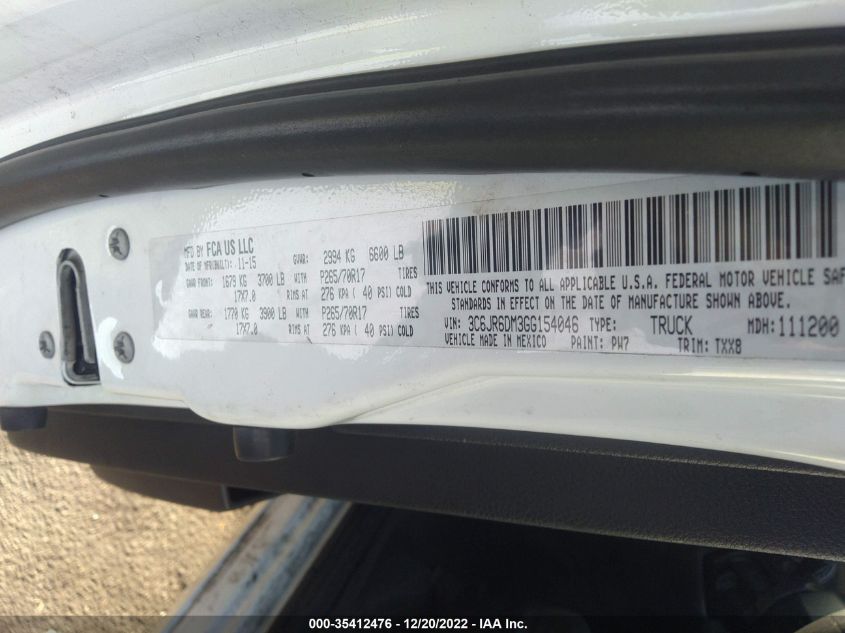 MFD BY FCA US LLC
DATE OF MFR(BUILT): 11-15 GVWR: 2994 KG 6600 LB
GAWR FRONT: 1679 KG 3700 LB WITH P265/70R17 TIRES
17X7.0 RIMS AT 276 KPA ( 40 PSI) COLD
GAWR REAR: 1770 KG 3900 LB WITH P265/70R17 TIRES
17X7.0 RIMS AT 276 KPA ( 40 PSI) COLD
THIS VEHICLE CONFORMS TO ALL APPLICABLE U.S.A. FEDERAL MOTOR VEHICLE SAF
STANDARDS IN EFFECT ON THE DATE OF MANUFACTURE SHOWN ABOVE.
VIN: 3C6JR6DM3GG154046 TYPE: TRUCK MDH: 111200
VEHICLE MADE IN MEXICO PAINT: PW7 TRIM: TXX8
000-35412476 - 12/20/2022 - IAA Inc.